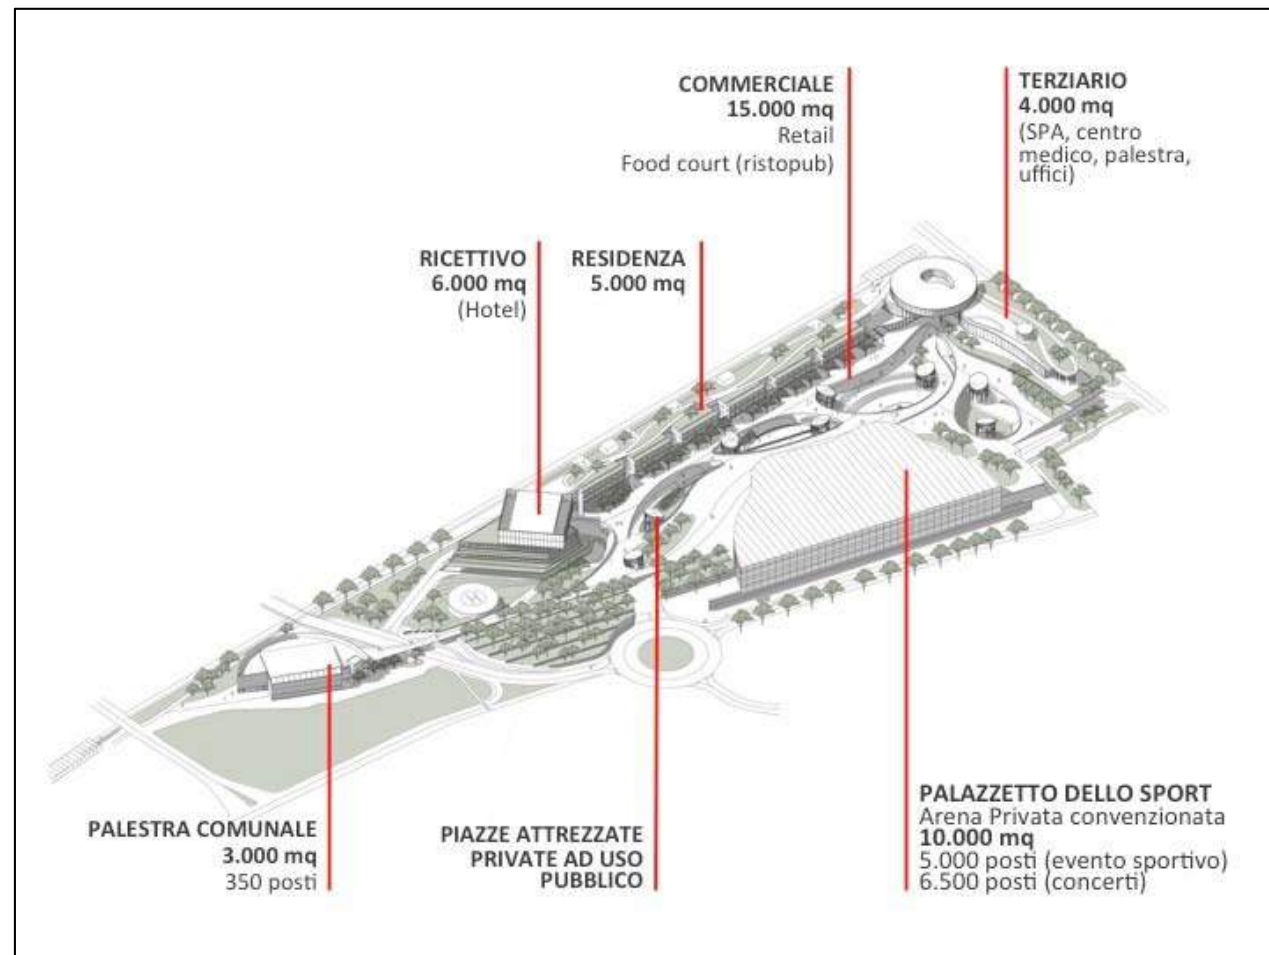 COMMERCIALE
15.000 mq
Retail
Food court (ristopub)
TERZIARIO
4.000 mq
(SPA, centro
medico, palestra,
uffici)
RICETTIVO
6.000 mq
(Hotel)
RESIDENZA
5.000 mq
H
PALESTRA COMUNALE
3.000 mq
350 posti
PIAZZE ATTREZZATE
PRIVATE AD USO
PUBBLICO
PALAZZETTO DELLO SPORT
Arena Privata convenzionata
10.000 mq
5.000 posti (evento sportivo)
6.500 posti (concerti)